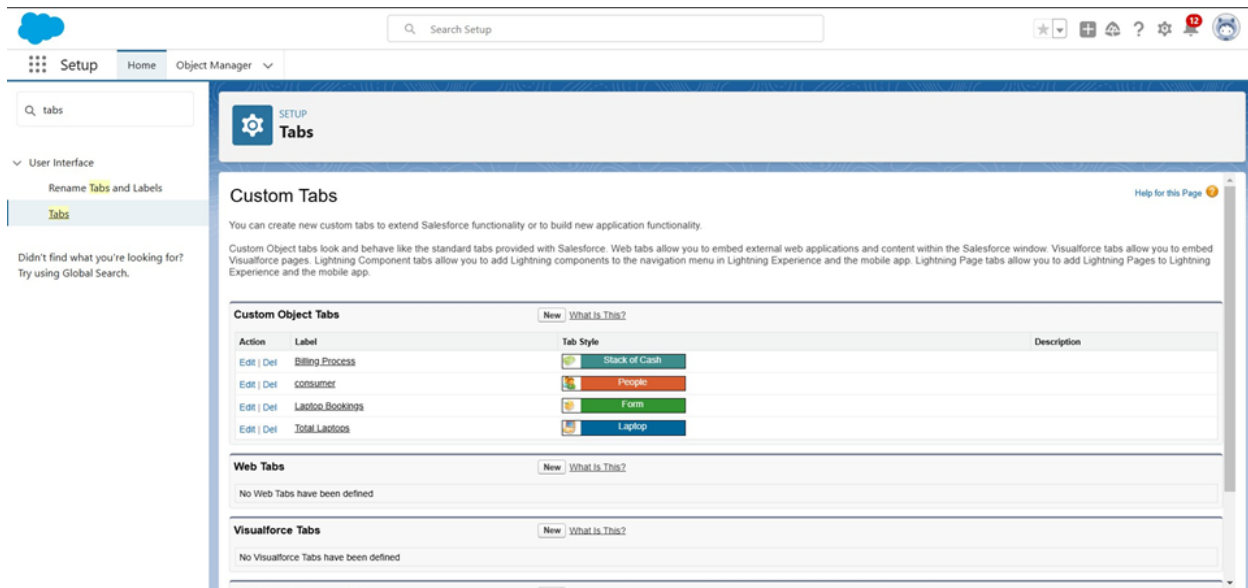 Search Setup
12
Setup
Home
Object Manager
tabs
SETUP
Tabs
User Interface
Rename Tabs and Labels
Tabs
Didn't find what you're looking for?
Try using Global Search.
Custom Tabs
Help for this Page
You can create new custom tabs to extend Salesforce functionality or to build new application functionality.
Custom Object tabs look and behave like the standard tabs provided with Salesforce. Web tabs allow you to embed external web applications and content within the Salesforce window. Visualforce tabs allow you to embed
Visualforce pages. Lightning Component tabs allow you to add Lightning components to the navigation menu in Lightning Experience and the mobile app. Lightning Page tabs allow you to add Lightning Pages to Lightning
Experience and the mobile app.
Custom Object Tabs New What Is This?
Action Label Tab Style Description
Edit | Del Billing Process Stack of Cash
Edit | Del consumer People
Edit | Del Laptop Bookings Form
Edit | Del Total Laptops Laptop
Web Tabs New What Is This?
No Web Tabs have been defined
Visualforce Tabs New What Is This?
No Visualforce Tabs have been defined